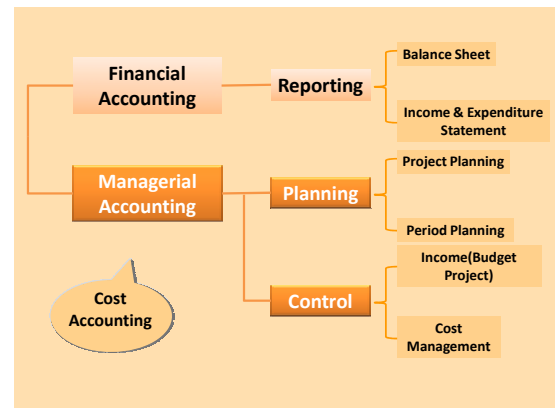 Financial
Accounting
Reporting
Balance Sheet
Income & Expenditure
Statement
Managerial
Accounting
Planning
Project Planning
Period Planning
Control
Income(Budget
Project)
Cost
Management
Cost
Accounting